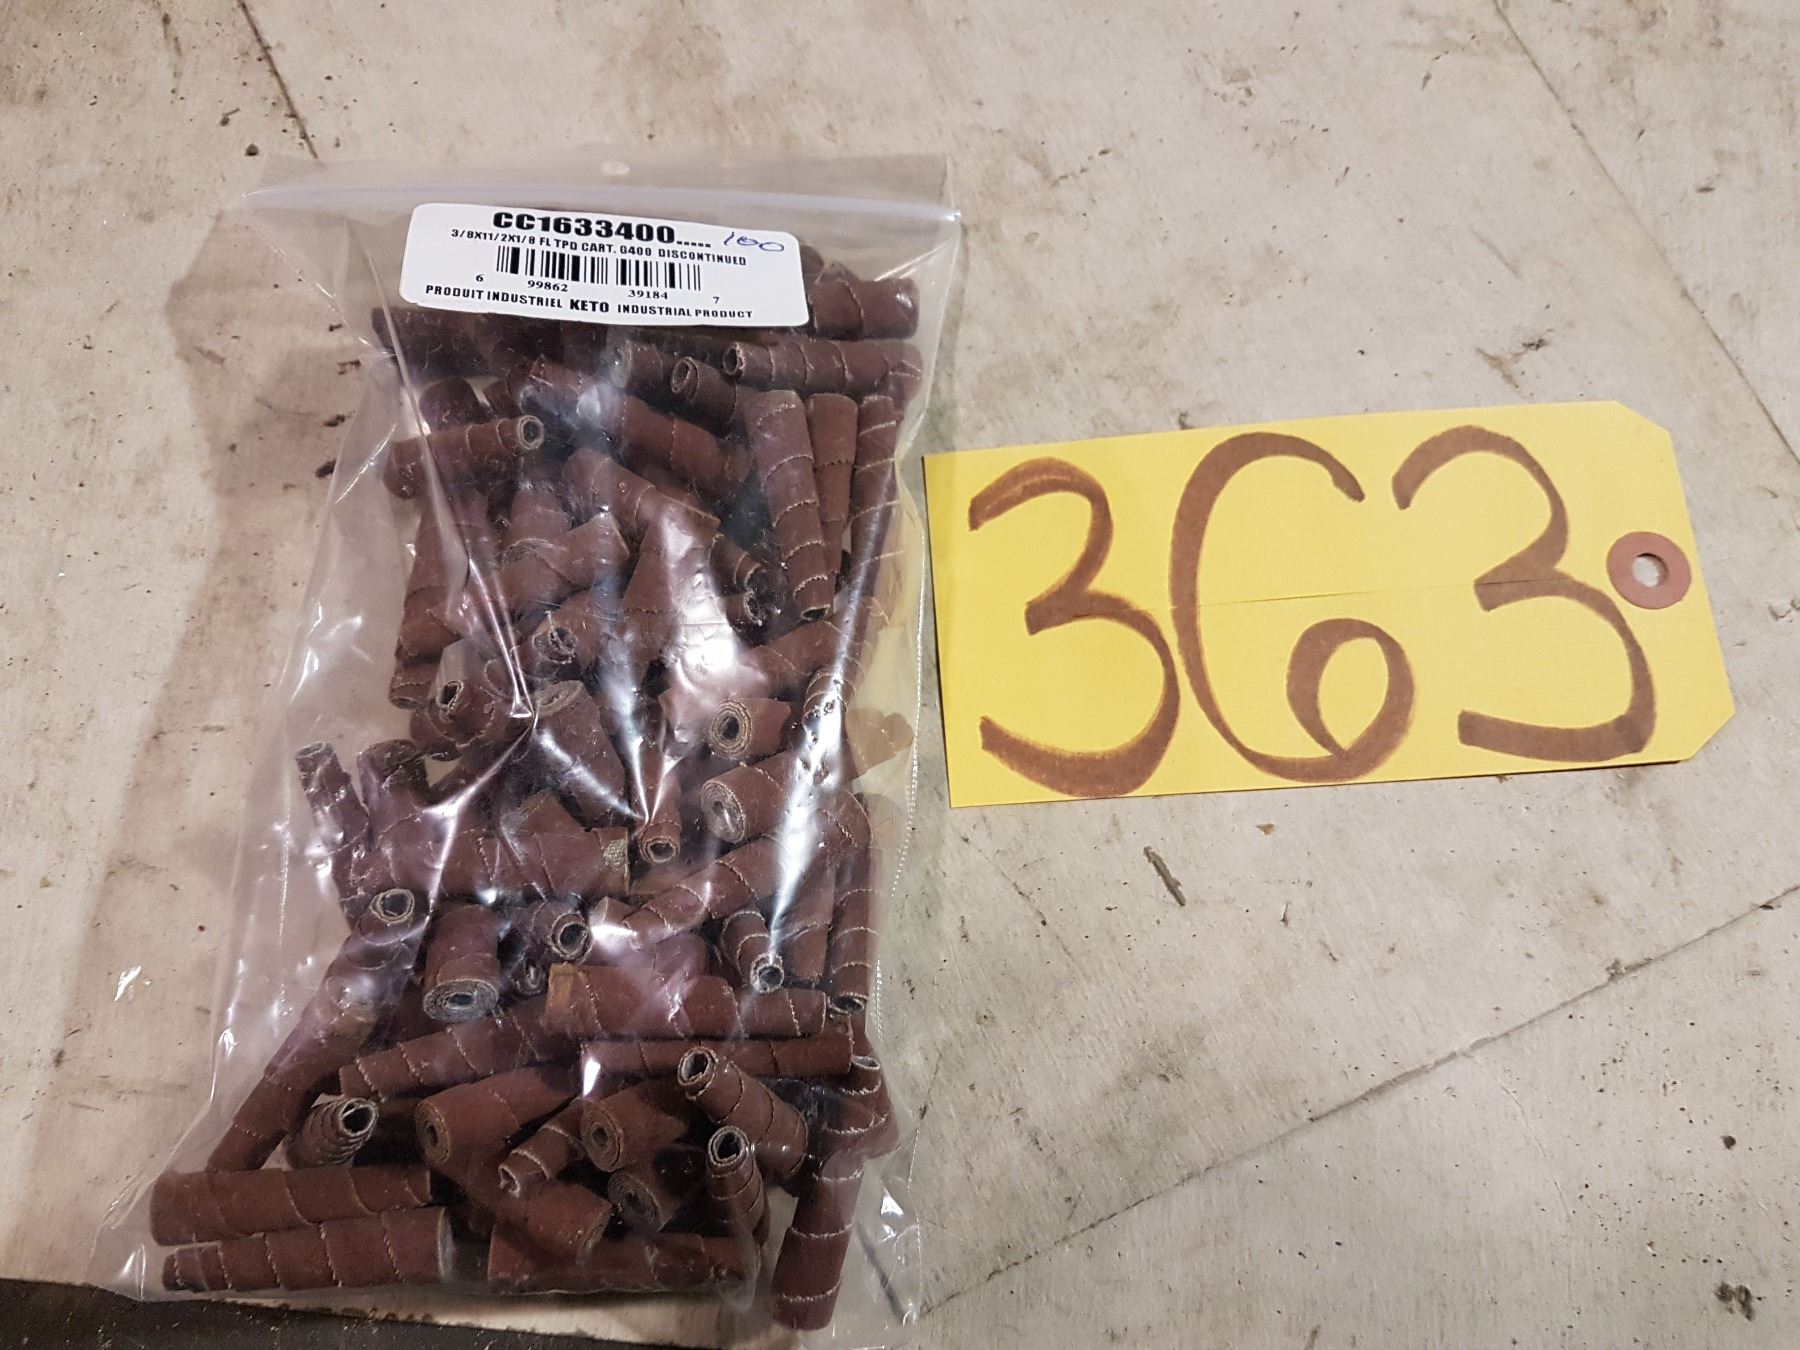 CC1633400..... 100
3/8X11/2X1/8 FL TPD CART. G400 DISCONTINUED
6 99862 39184 7
PRODUIT INDUSTRIEL KETO INDUSTRIAL PRODUCT
363